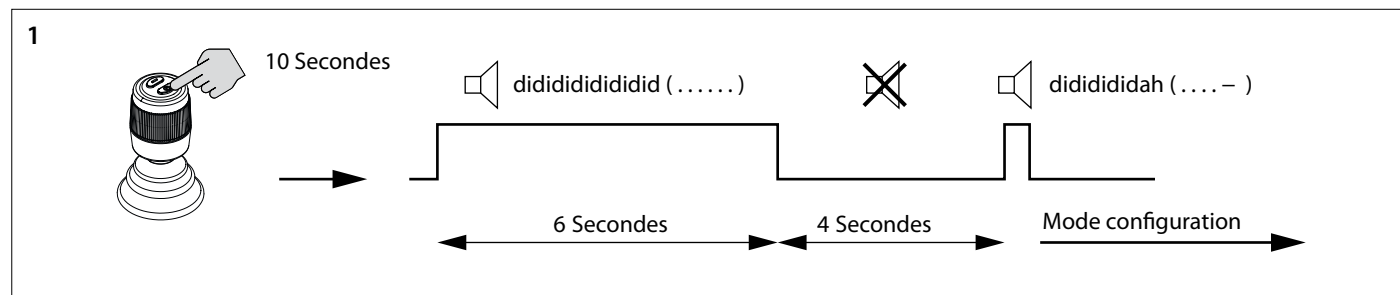 1
10 Secondes
didididididididid ( . . . . . . )
dididididah ( . . . . – )
6 Secondes
4 Secondes
Mode configuration